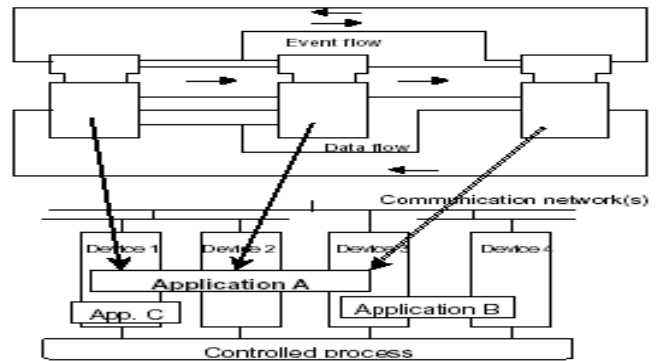 Event flow
Data flow
Communication network(s)
Device 1
Device 2
Device 3
Device 4
Application A
App. C
Application B
Controlled process